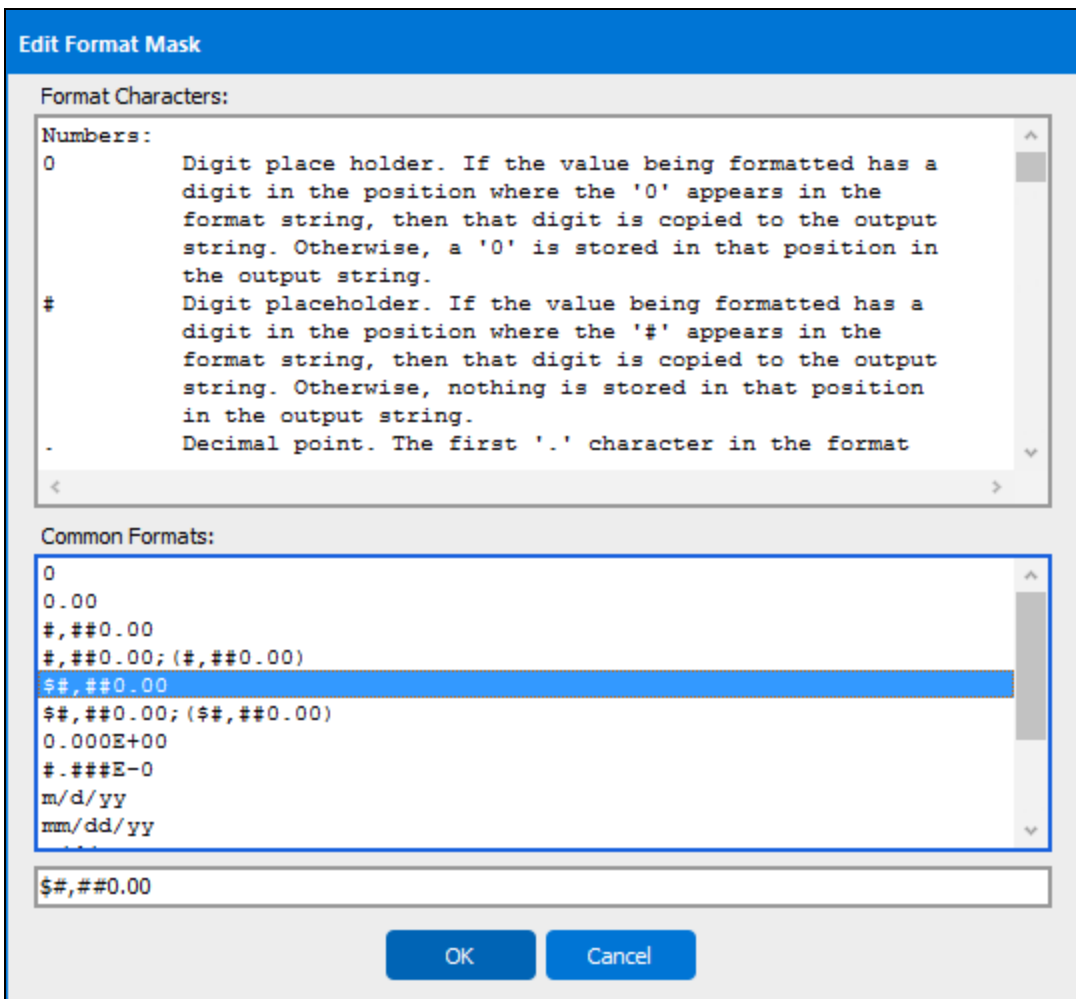 Edit Format Mask
Format Characters:
Numbers:
0 Digit place holder. If the value being formatted has a
digit in the position where the '0' appears in the
format string, then that digit is copied to the output
string. Otherwise, a '0' is stored in that position in
the output string.
# Digit placeholder. If the value being formatted has a
digit in the position where the '#' appears in the
format string, then that digit is copied to the output
string. Otherwise, nothing is stored in that position
in the output string.
. Decimal point. The first '.' character in the format
Common Formats:
0
0.00
#,##0.00
#,##0.00;(#,##0.00)
$#,##0.00
$#,##0.00;($#,##0.00)
0.000E+00
#.###E-0
m/d/yy
mm/dd/yy
$#,##0.00
OK Cancel